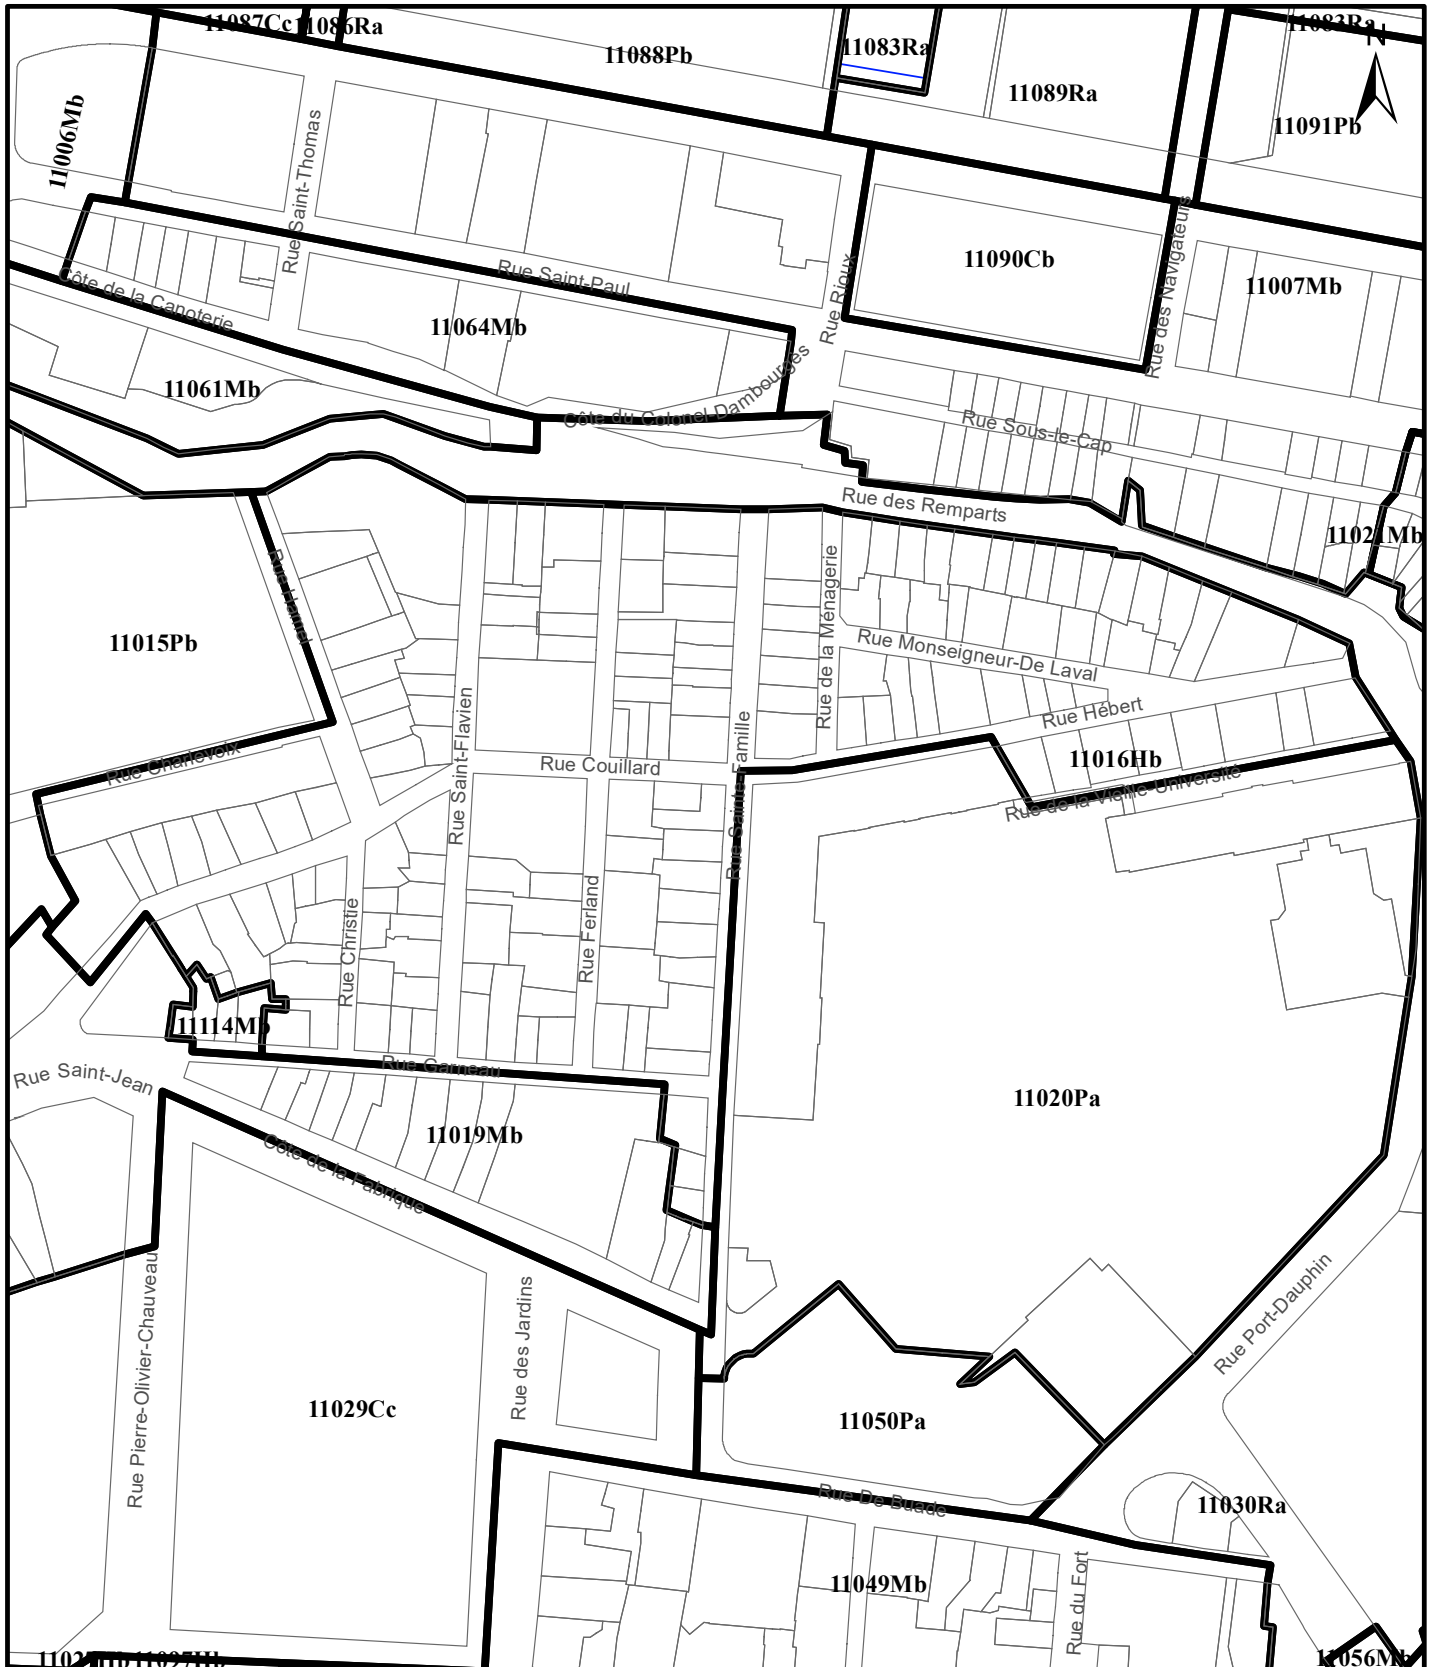 11087Cc
11086Ra
11083Ra
N
11088Pb
11083Ra
11089Ra
11091Pb
11006Mb
Rue Saint-Thomas
Rue Saint-Paul
Rue Rioux
11090Cb
Rue des Navigateurs
11007Mb
Côte de la Canoterie
11064Mb
11061Mb
Côte du Colonel-Dambourgès
Rue Sous-le-Cap
Rue des Remparts
11021Mb
Rue Hamel
11015Pb
Rue de la Ménagerie
Rue Monseigneur-De Laval
Rue Hébert
11016Hb
Rue Charlevoix
Rue Saint-Flavien
Rue Couillard
Rue Sainte-Famille
Rue de la Vieille-Université
Rue Christie
Rue Ferland
11114Mb
Rue Garneau
Rue Saint-Jean
11020Pa
11019Mb
Côte de la Fabrique
Rue Pierre-Olivier-Chauveau
Rue des Jardins
Rue Port-Dauphin
11029Cc
11050Pa
Rue De Buade
11030Ra
11049Mb
Rue du Fort
11097Hb
11056Mb